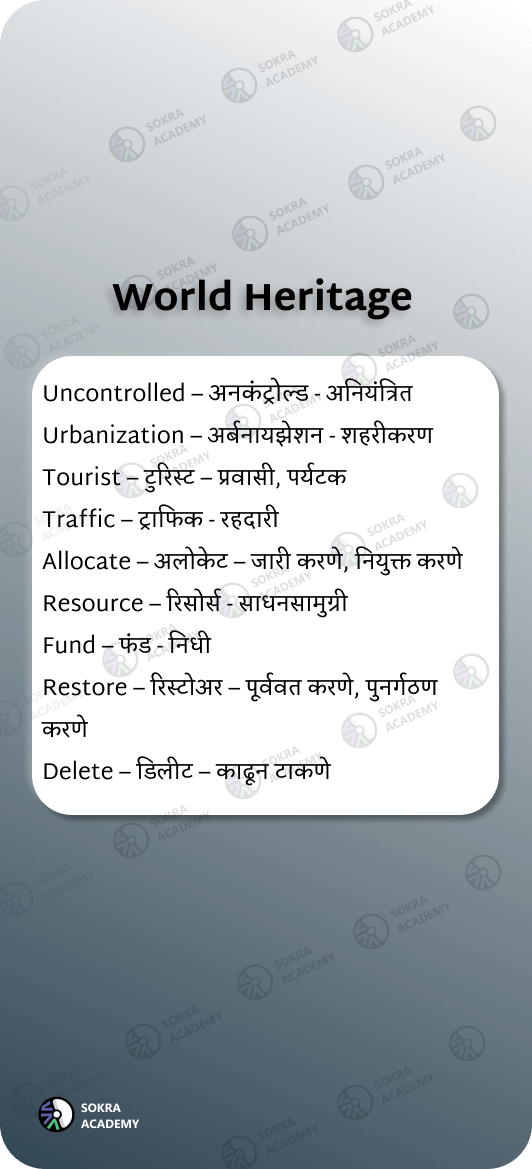 World Heritage
Uncontrolled – अनकंट्रोल्ड - अनियंत्रित
Urbanization – अर्बनायझेशन - शहरीकरण
Tourist – टुरिस्ट – प्रवासी, पर्यटक
Traffic – ट्राफिक - रहदारी
Allocate – अलोकेट – जारी करणे, नियुक्त करणे
Resource – रिसोर्स - साधनसामुग्री
Fund – फंड - निधी
Restore – रिस्टोअर – पूर्ववत करणे, पुनर्गठण
करणे
Delete – डिलीट – काढून टाकणे
SOKRA
ACADEMY